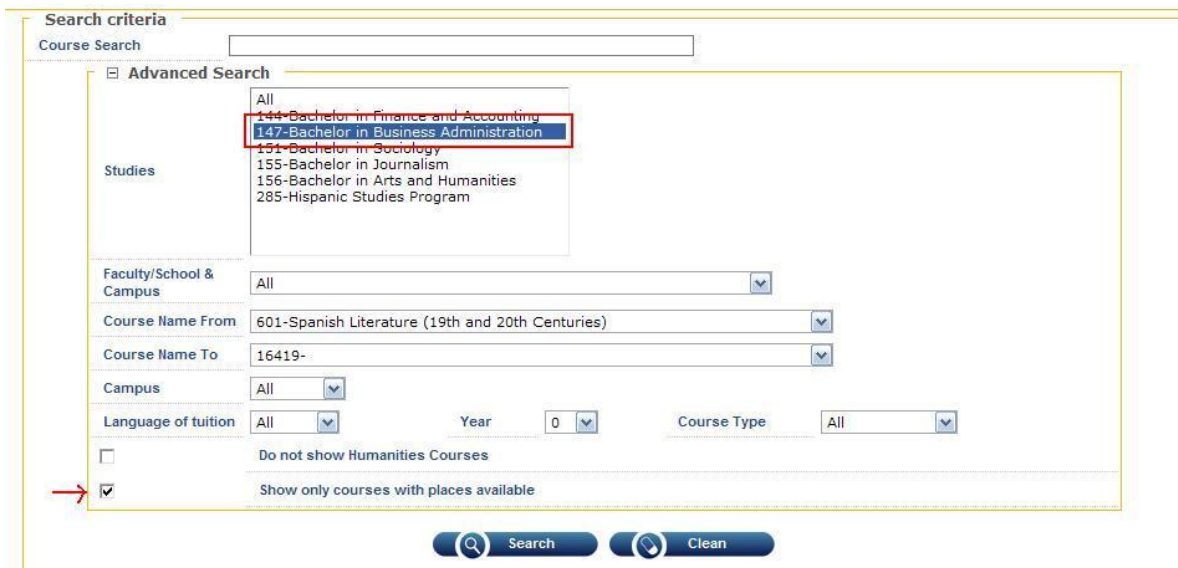 Search criteria
Course Search
Advanced Search
Studies
All
144-Bachelor in Finance and Accounting
147-Bachelor in Business Administration
151-Bachelor in Sociology
155-Bachelor in Journalism
156-Bachelor in Arts and Humanities
285-Hispanic Studies Program
Faculty/School & Campus All
Course Name From 601-Spanish Literature (19th and 20th Centuries)
Course Name To 16419-
Campus All
Language of tuition All Year 0 Course Type All
Do not show Humanities Courses
Show only courses with places available
Search Clean